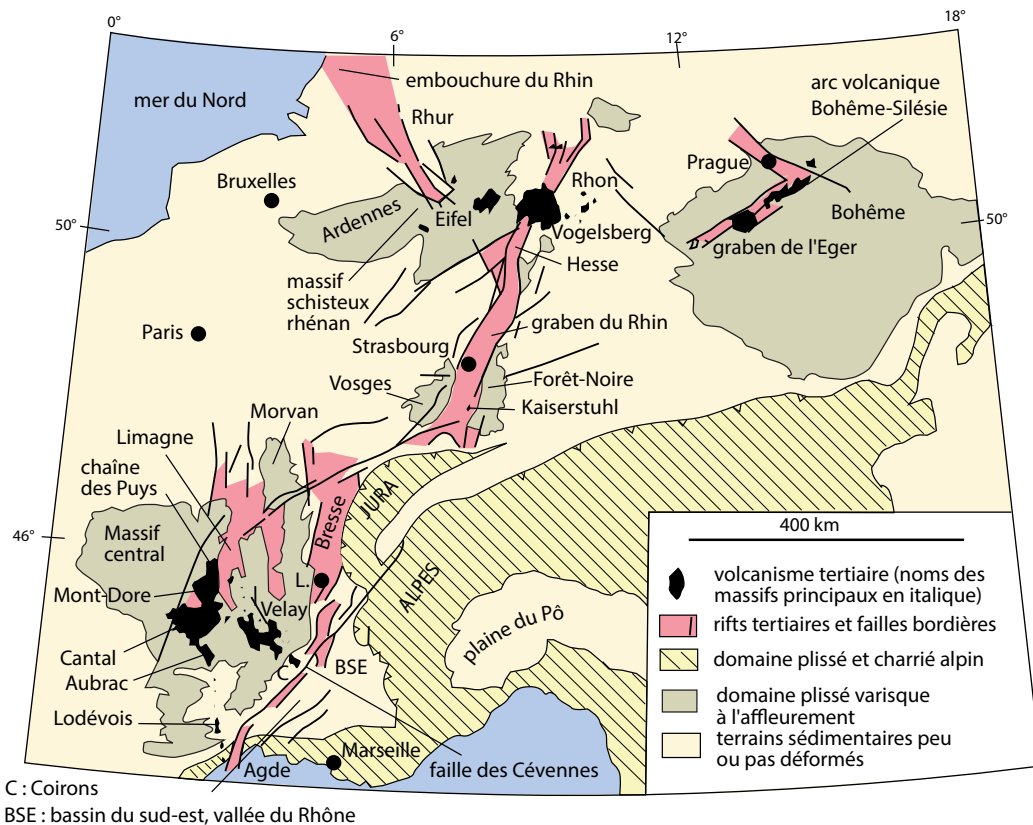 0°
6°
12°
18°
mer du Nord
embouchure du Rhin
Rhur
arc volcanique
Bohême-Silésie
Bruxelles
Prague
Rhon
Ardennes
Eifel
Vogelsberg
Bohême
50°
50°
graben de l'Eger
Hesse
massif
schisteux
rhénan
Paris
graben du Rhin
Strasbourg
Vosges
Forêt-Noire
Kaiserstuhl
Morvan
Limagne
chaîne
des Puys
JURA
Bresse
46°
Massif
central
L.
ALPES
Mont-Dore
Velay
plaine du Pô
Cantal
C
BSE
Aubrac
Lodévois
Marseille
Agde
faille des Cévennes
400 km
volcanisme tertiaire (noms des
massifs principaux en italique)
rifts tertiaires et failles bordières
domaine plissé et charrié alpin
domaine plissé varisque
à l'affleurement
terrains sédimentaires peu
ou pas déformés
C : Coirons
BSE : bassin du sud-est, vallée du Rhône